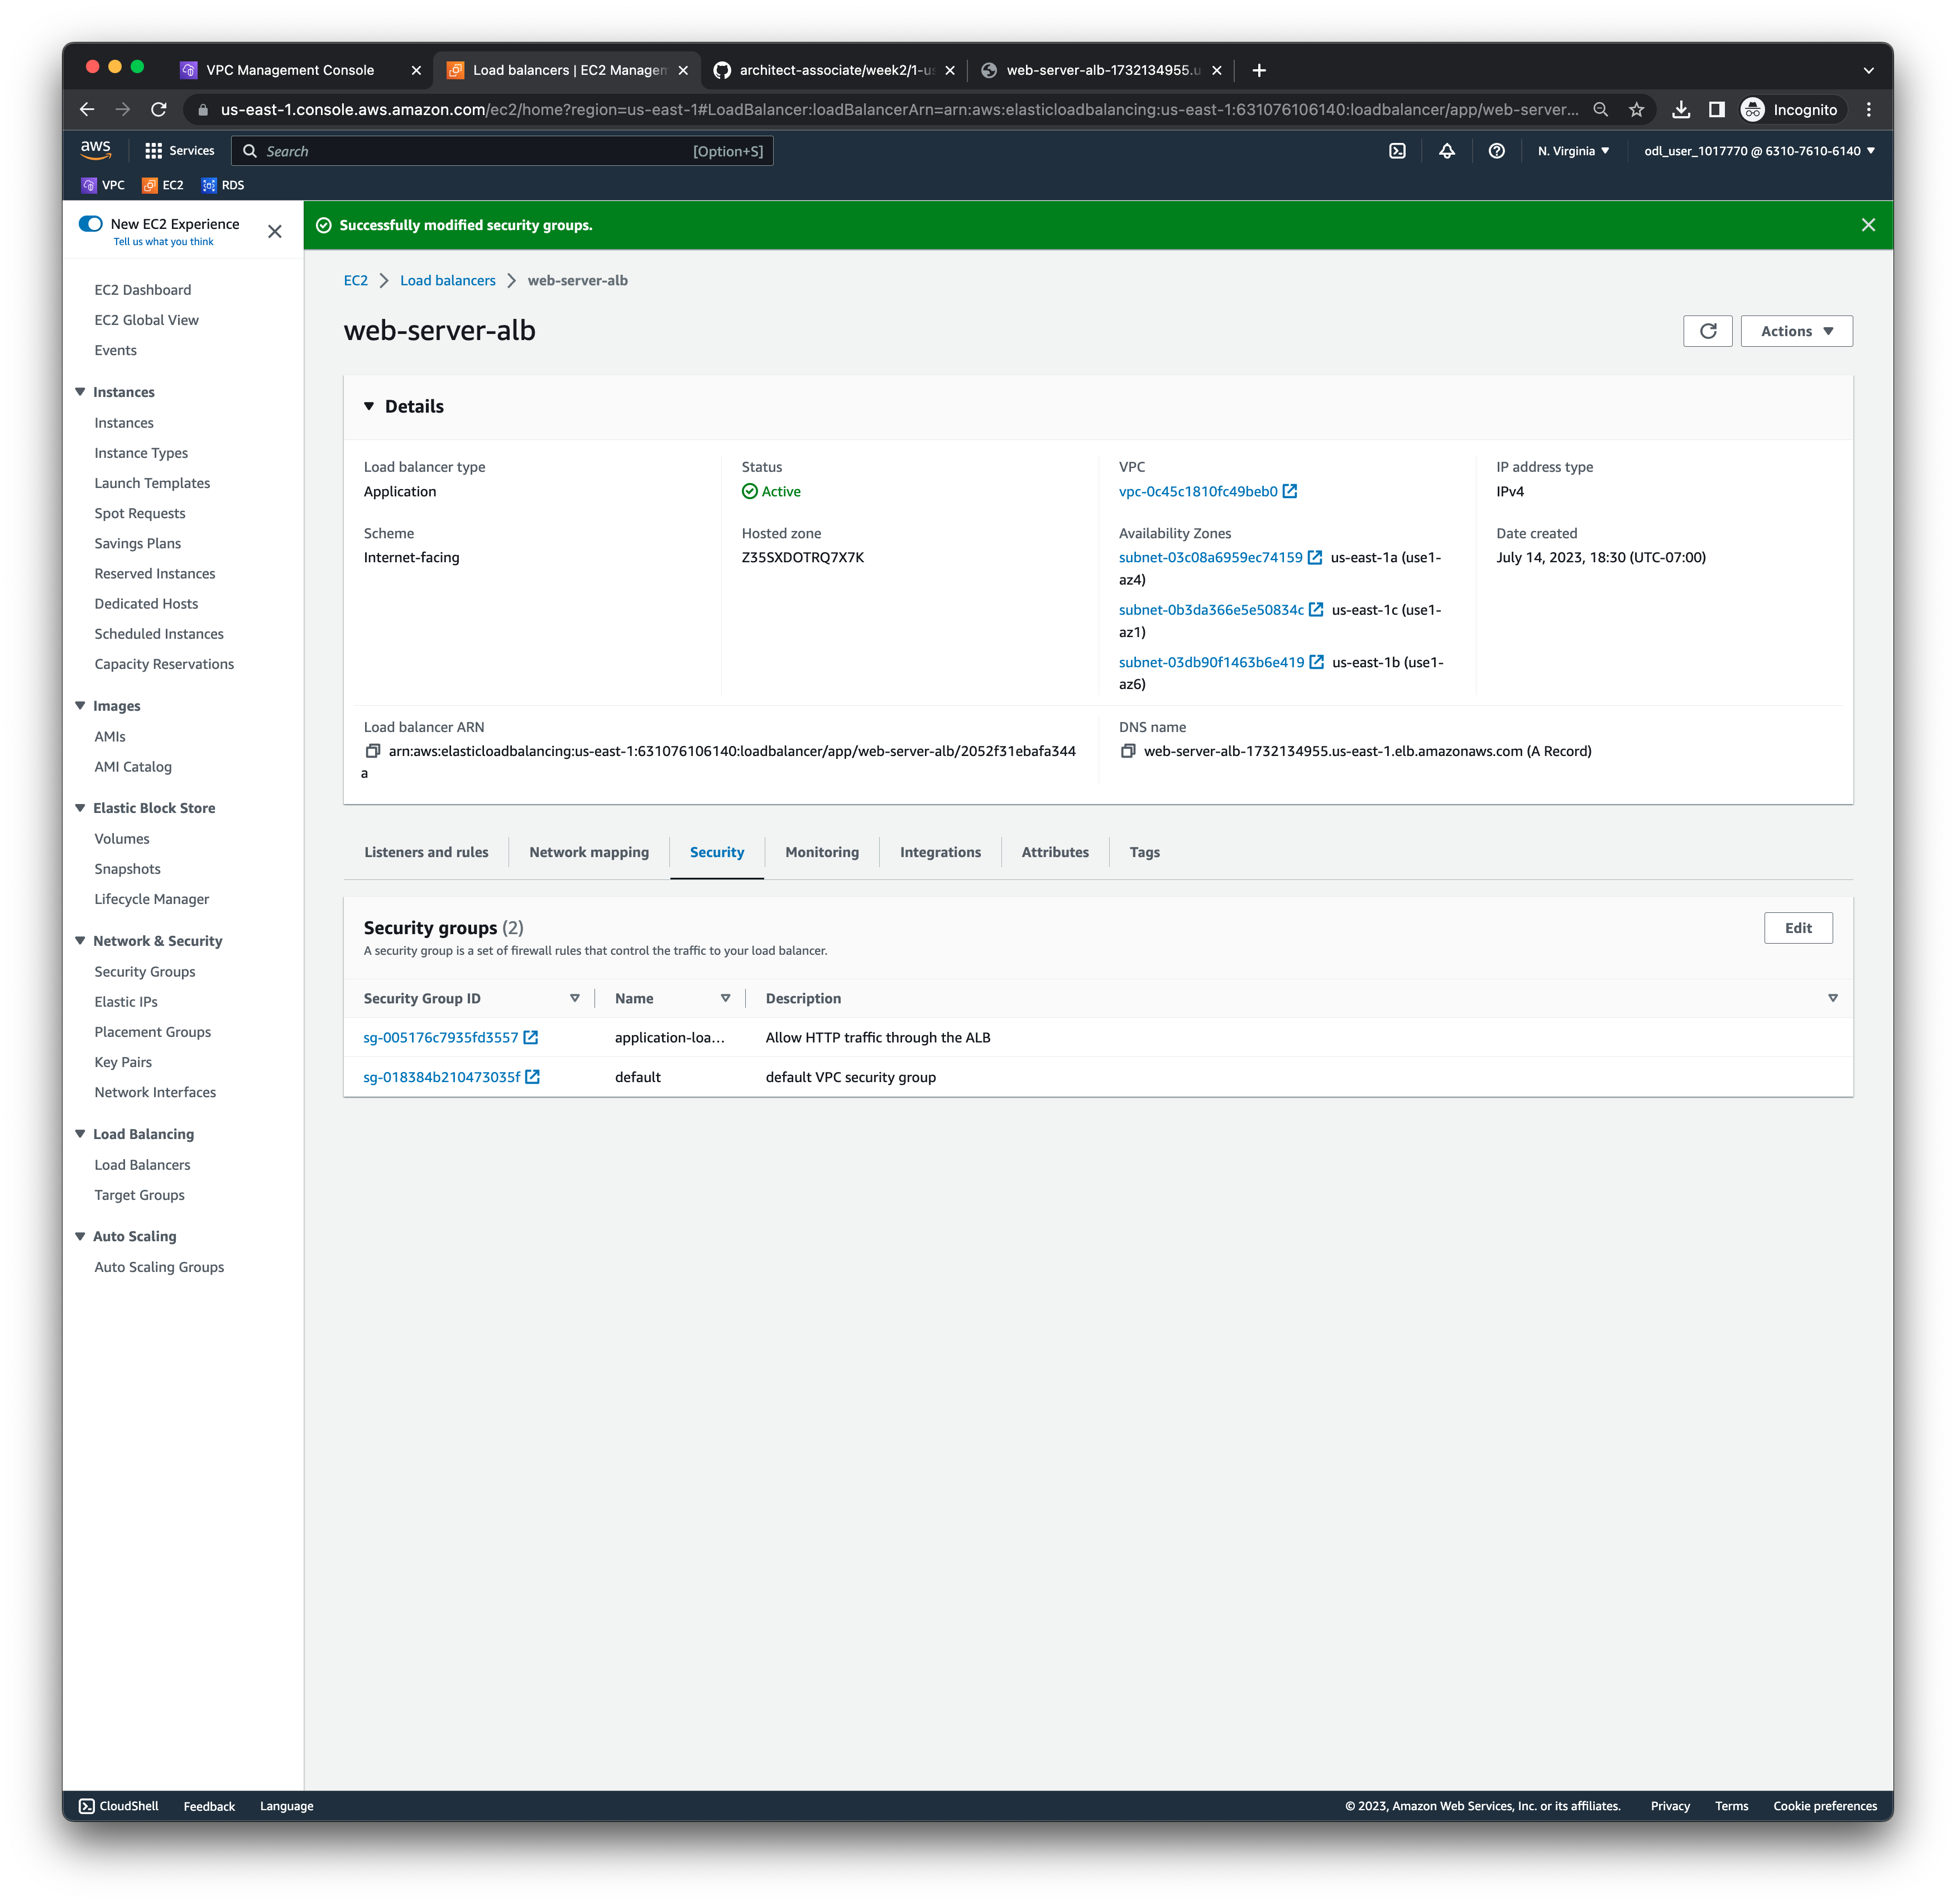 VPC Management Console
Load balancers | EC2 Managem
architect-associate/week2/1-us
web-server-alb-1732134955.u
us-east-1.console.aws.amazon.com/ec2/home?region=us-east-1#LoadBalancer:loadBalancerArn=arn:aws:elasticloadbalancing:us-east-1:631076106140:loadbalancer/app/web-server...
Incognito
aws
Services
Search
[Option+S]
N. Virginia
odl_user_1017770 @ 6310-7610-6140
VPC
EC2
RDS
New EC2 Experience
Tell us what you think
EC2 Dashboard
EC2 Global View
Events
Instances
Instances
Instance Types
Launch Templates
Spot Requests
Savings Plans
Reserved Instances
Dedicated Hosts
Scheduled Instances
Capacity Reservations
Images
AMIs
AMI Catalog
Elastic Block Store
Volumes
Snapshots
Lifecycle Manager
Network & Security
Security Groups
Elastic IPs
Placement Groups
Key Pairs
Network Interfaces
Load Balancing
Load Balancers
Target Groups
Auto Scaling
Auto Scaling Groups
Successfully modified security groups.
EC2
Load balancers
web-server-alb
web-server-alb
Actions
Details
Load balancer type
Application
Scheme
Internet-facing
Status
Active
Hosted zone
Z35SXDOTRQ7X7K
VPC
vpc-0c45c1810fc49beb0
Availability Zones
subnet-03c08a6959ec74159 us-east-1a (use1-
az4)
subnet-0b3da366e5e50834c us-east-1c (use1-
az1)
subnet-03db90f1463b6e419 us-east-1b (use1-
az6)
IP address type
IPv4
Date created
July 14, 2023, 18:30 (UTC-07:00)
Load balancer ARN
arn:aws:elasticloadbalancing:us-east-1:631076106140:loadbalancer/app/web-server-alb/2052f31ebafa344
a
DNS name
web-server-alb-1732134955.us-east-1.elb.amazonaws.com (A Record)
Listeners and rules
Network mapping
Security
Monitoring
Integrations
Attributes
Tags
Security groups (2)
A security group is a set of firewall rules that control the traffic to your load balancer.
Edit
Security Group ID
Name
Description
sg-005176c7935fd3557
application-loa...
Allow HTTP traffic through the ALB
sg-018384b210473035f
default
default VPC security group
CloudShell
Feedback
Language
© 2023, Amazon Web Services, Inc. or its affiliates.
Privacy
Terms
Cookie preferences